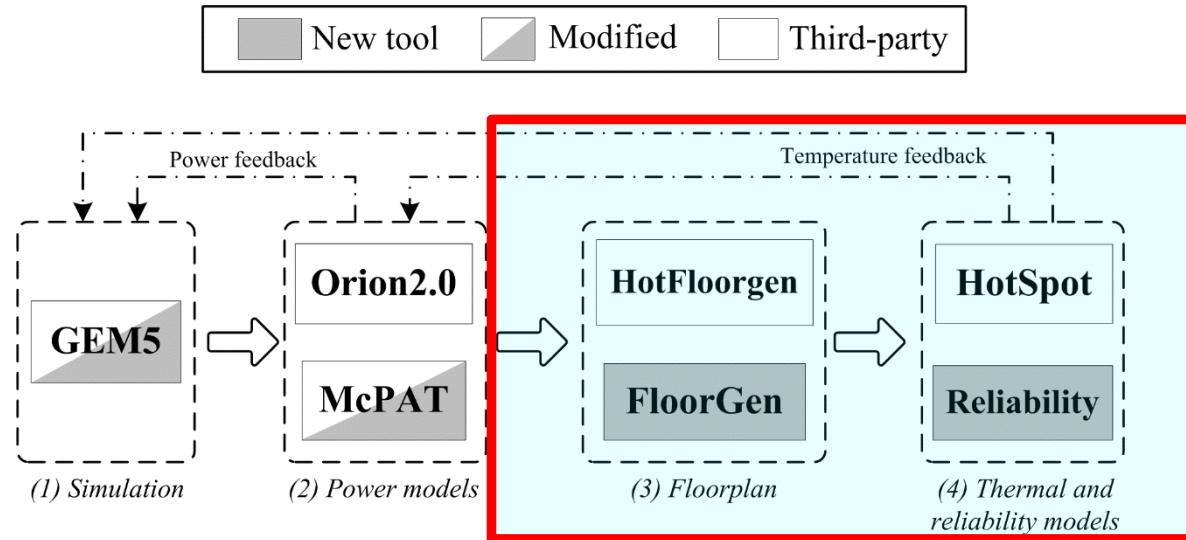 New tool Modified Third-party
Power feedback Temperature feedback
Orion2.0 HotFloorgen HotSpot
GEM5
McPAT FloorGen Reliability
(1) Simulation (2) Power models (3) Floorplan (4) Thermal and
reliability models